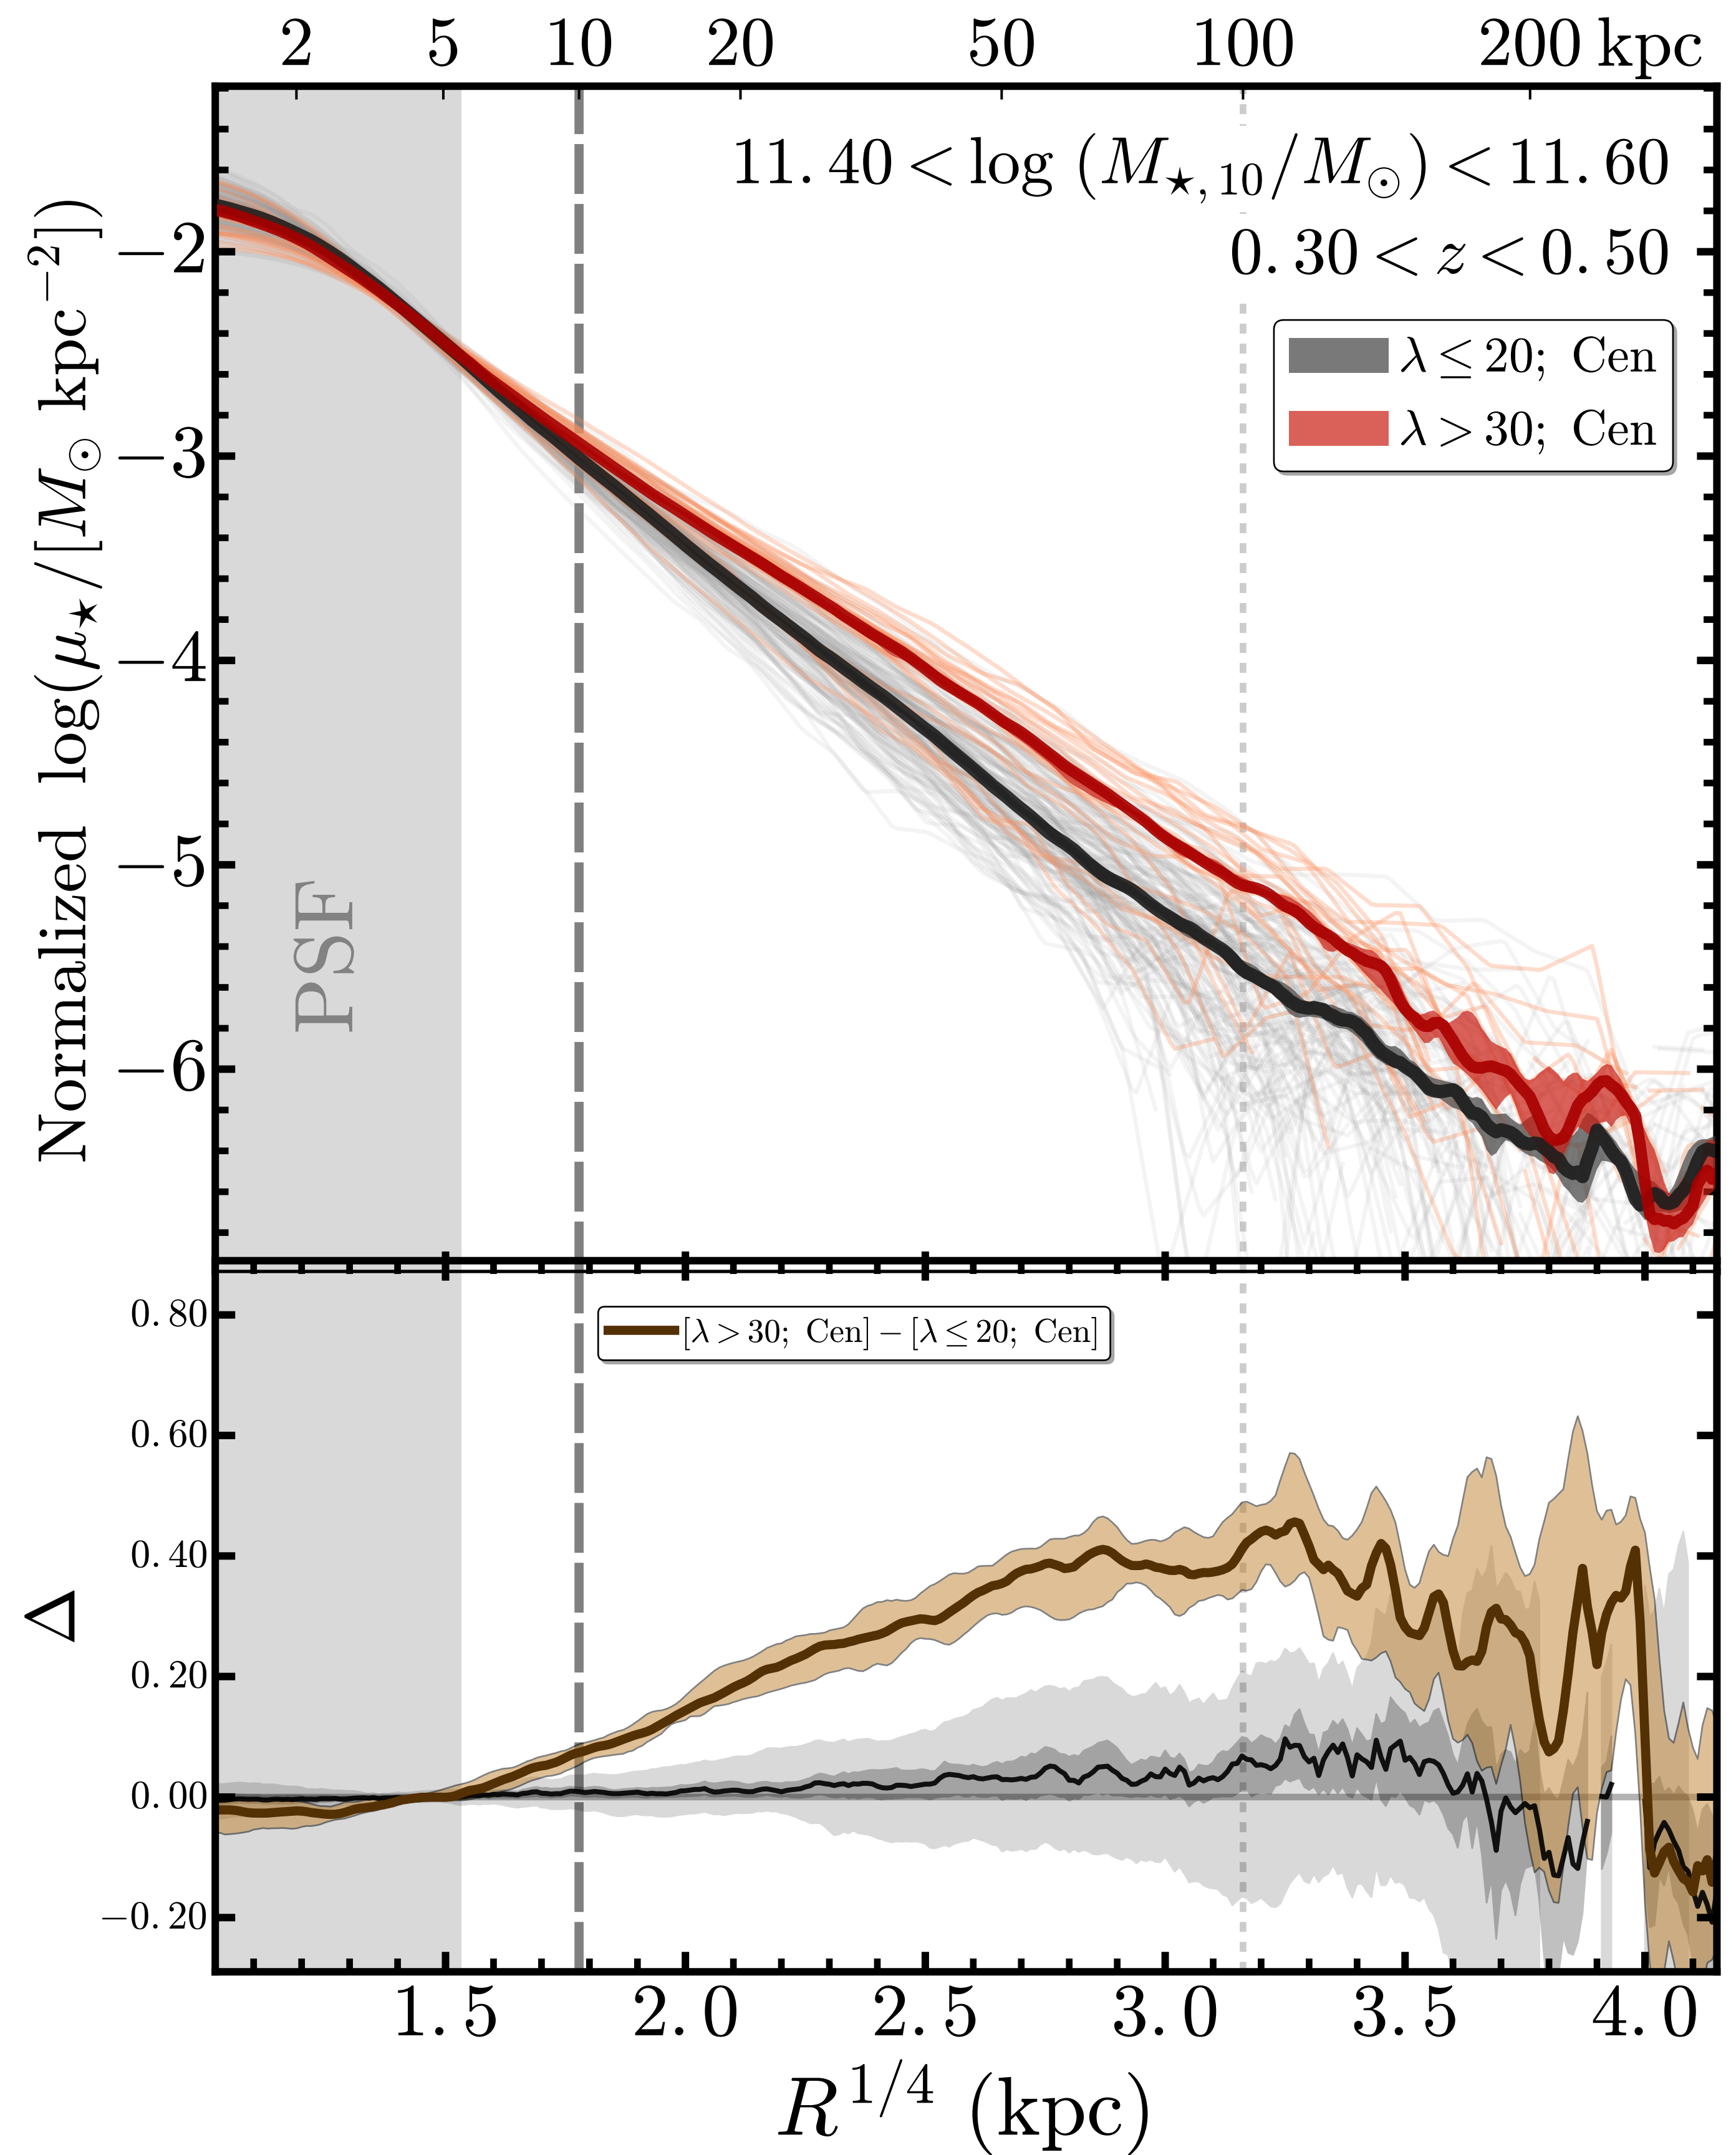 2 5 10 20 50 100 200 kpc
11.40 < log (M⋆,10/M⊙) < 11.60
0.30 < z < 0.50
λ ≤ 20; Cen
λ > 30; Cen
Normalized log(μ⋆/[M⊙ kpc⁻²])
−2
−3
−4
−5
−6
PSF
[λ > 30; Cen] − [λ ≤ 20; Cen]
Δ
0.80
0.60
0.40
0.20
0.00
−0.20
1.5 2.0 2.5 3.0 3.5 4.0
R^1/4 (kpc)